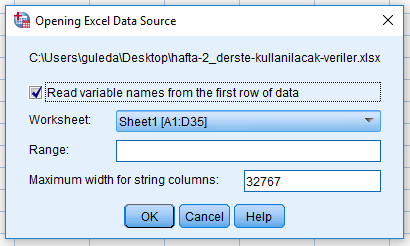 Opening Excel Data Source
C:\Users\guleda\Desktop\hafta-2_derste-kullanilacak-veriler.xlsx
Read variable names from the first row of data
Worksheet: Sheet1 [A1:D35]
Range:
Maximum width for string columns: 32767
OK Cancel Help